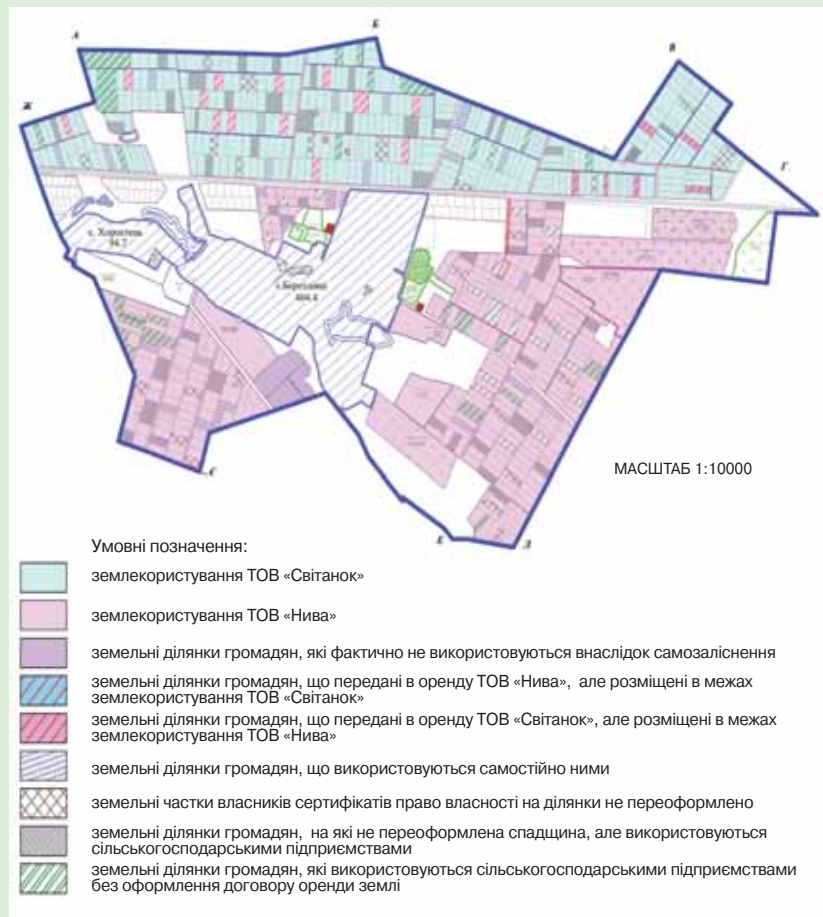 Б
А
В
Ж
Г
с. Хоростець
94.7
с. Березівка
404.4
Є
МАСШТАБ 1:10000
Е
Д
Умовні позначення:
землекористування ТОВ «Світанок»
землекористування ТОВ «Нива»
земельні ділянки громадян, які фактично не використовуються внаслідок самозаліснення
земельні ділянки громадян, що передані в оренду ТОВ «Нива», але розміщені в межах
землекористування ТОВ «Світанок»
земельні ділянки громадян, що передані в оренду ТОВ «Світанок», але розміщені в межах
землекористування ТОВ «Нива»
земельні ділянки громадян, що використовуються самостійно ними
земельні частки власників сертифікатів право власності на ділянки не переоформлено
земельні ділянки громадян, на які не переоформлена спадщина, але використовуються
сільськогосподарськими підприємствами
земельні ділянки громадян, які використовуються сільськогосподарськими підприємствами
без оформлення договору оренди землі